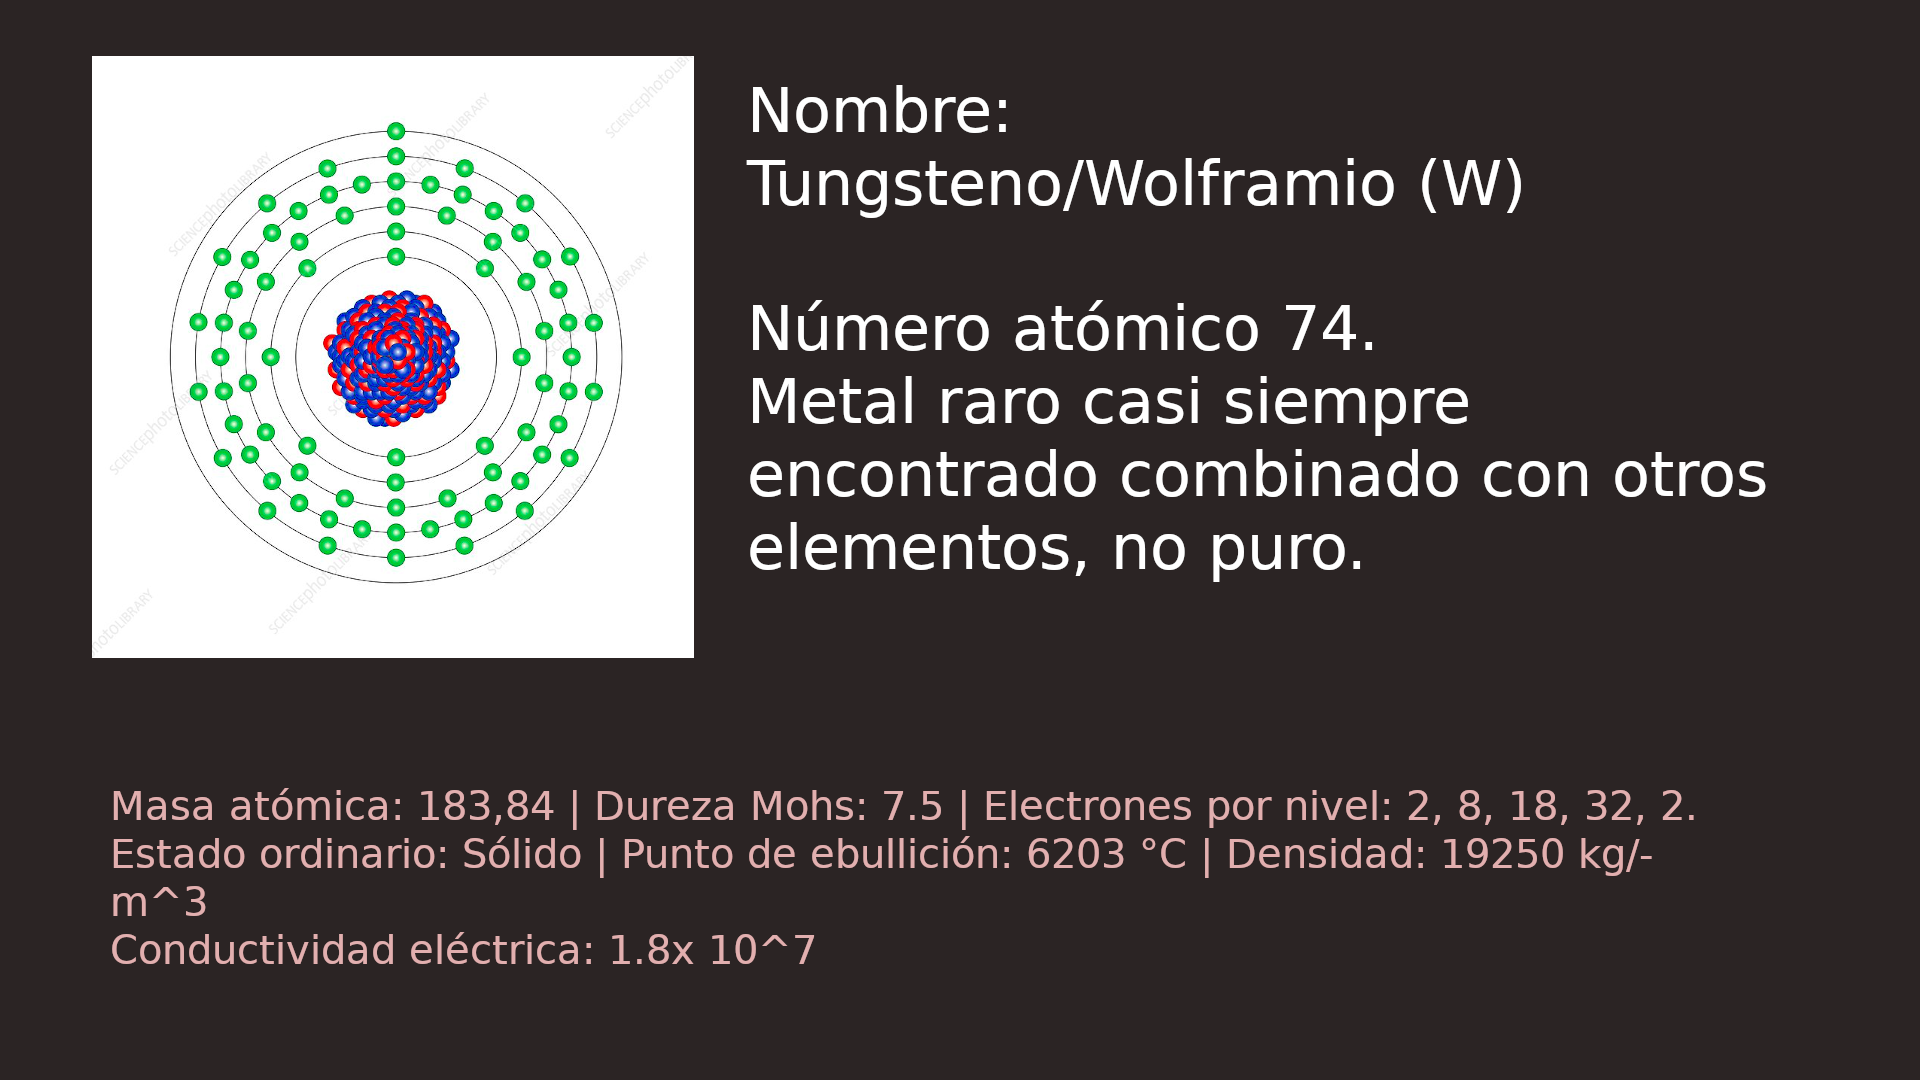 Nombre:
Tungsteno/Wolframio (W)
Número atómico 74.
Metal raro casi siempre
encontrado combinado con otros
elementos, no puro.
Masa atómica: 183,84 | Dureza Mohs: 7.5 | Electrones por nivel: 2, 8, 18, 32, 2.
Estado ordinario: Sólido | Punto de ebullición: 6203 °C | Densidad: 19250 kg/-
m^3
Conductividad eléctrica: 1.8x 10^7
SCIENCEphotoLIBRARY